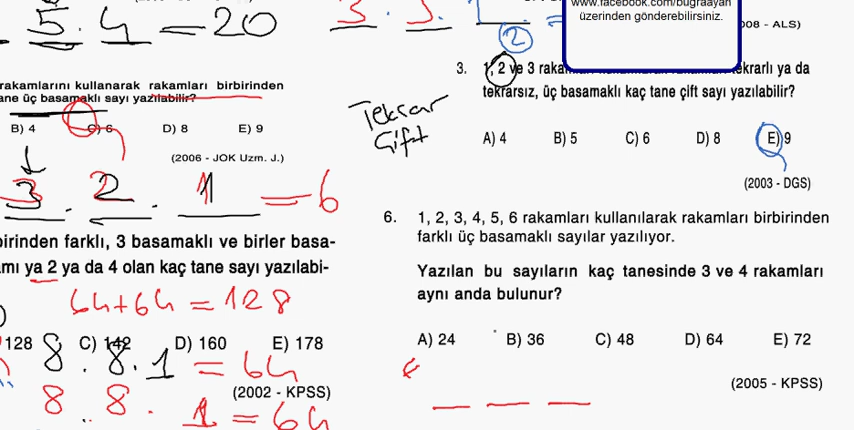 5 . 4 = 20
3 . 3 .
2
www.facebook.com/bugraayan
üzerinden gönderebilirsiniz.
008 - ALS)
rakamlarını kullanarak rakamları birbirinden
ane üç basamaklı sayı yazılabilir?
B) 4 C) 6 D) 8 E) 9
(2006 - JOK Uzm. J.)
3 . 2 . 1 = 6
birinden farklı, 3 basamaklı ve birler basa-
mı ya 2 ya da 4 olan kaç tane sayı yazılabi-
64+64 = 128
128 C) 142 D) 160 E) 178
8 . 8 . 1 = 64
(2002 - KPSS)
8 . 8 . 1 = 64
3. 1, 2 ve 3 ekrarlı ya da
tekrarsız, üç basamaklı kaç tane çift sayı yazılabilir?
Tekrar
Çift
A) 4 B) 5 C) 6 D) 8 E) 9
(2003 - DGS)
6. 1, 2, 3, 4, 5, 6 rakamları kullanılarak rakamları birbirinden
farklı üç basamaklı sayılar yazılıyor.
Yazılan bu sayıların kaç tanesinde 3 ve 4 rakamları
aynı anda bulunur?
A) 24 B) 36 C) 48 D) 64 E) 72
(2005 - KPSS)